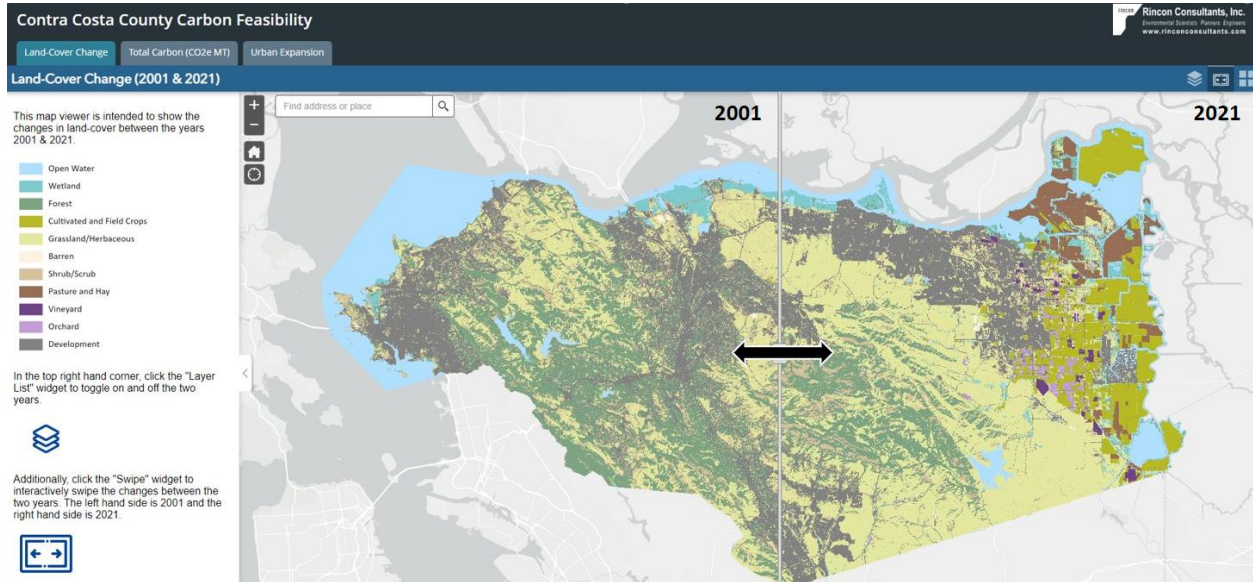 Contra Costa County Carbon Feasibility
rincon
Rincon Consultants, Inc.
Environmental Scientists Planners Engineers
www.rinconconsultants.com
Land-Cover Change
Total Carbon (CO2e MT)
Urban Expansion
Land-Cover Change (2001 & 2021)
This map viewer is intended to show the
changes in land-cover between the years
2001 & 2021.
Open Water
Wetland
Forest
Cultivated and Field Crops
Grassland/Herbaceous
Barren
Shrub/Scrub
Pasture and Hay
Vineyard
Orchard
Development
In the top right hand corner, click the "Layer
List" widget to toggle on and off the two
years.
Additionally, click the "Swipe" widget to
interactively swipe the changes between the
two years. The left hand side is 2001 and the
right hand side is 2021.
+
Find address or place
−
2001
2021